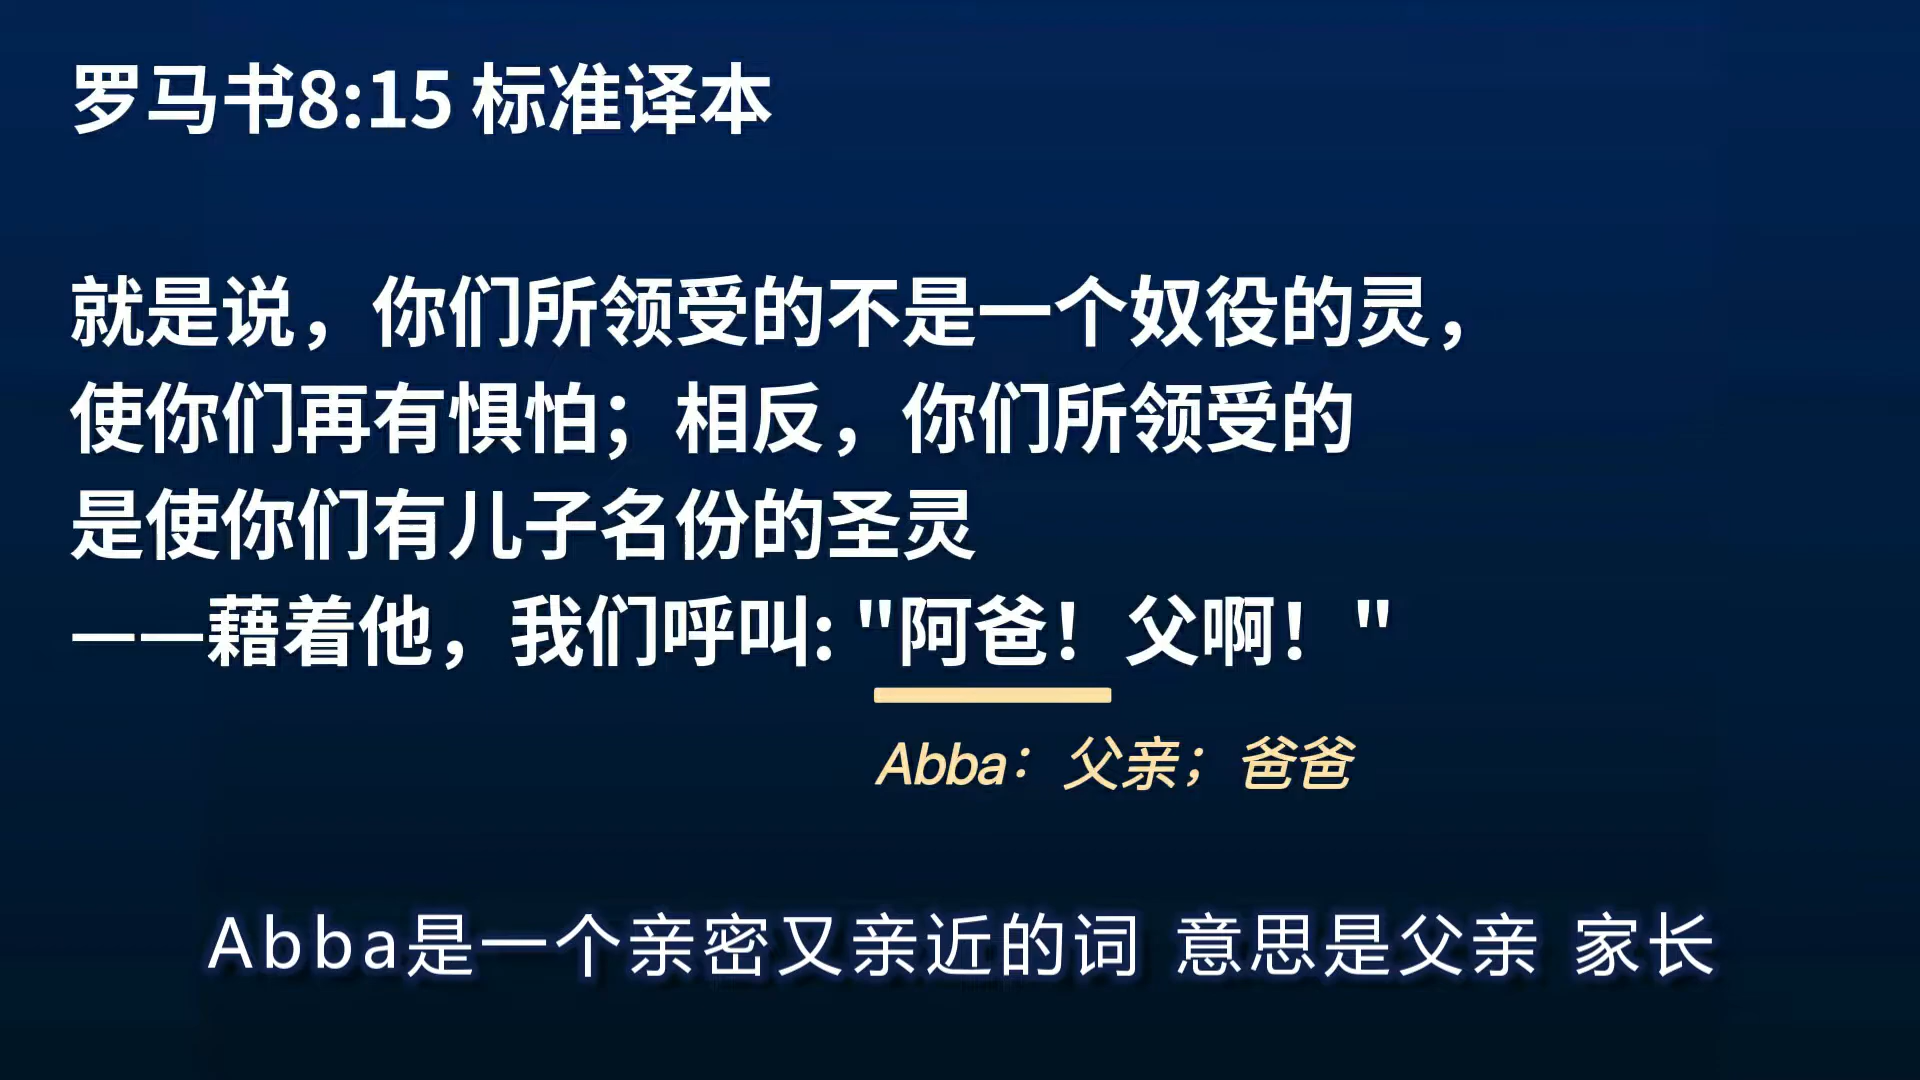 罗马书8:15 标准译本
就是说，你们所领受的不是一个奴役的灵，
使你们再有惧怕；相反，你们所领受的
是使你们有儿子名份的圣灵
——藉着他，我们呼叫: "阿爸！父啊！"
Abba：父亲；爸爸
Abba是一个亲密又亲近的词 意思是父亲 家长